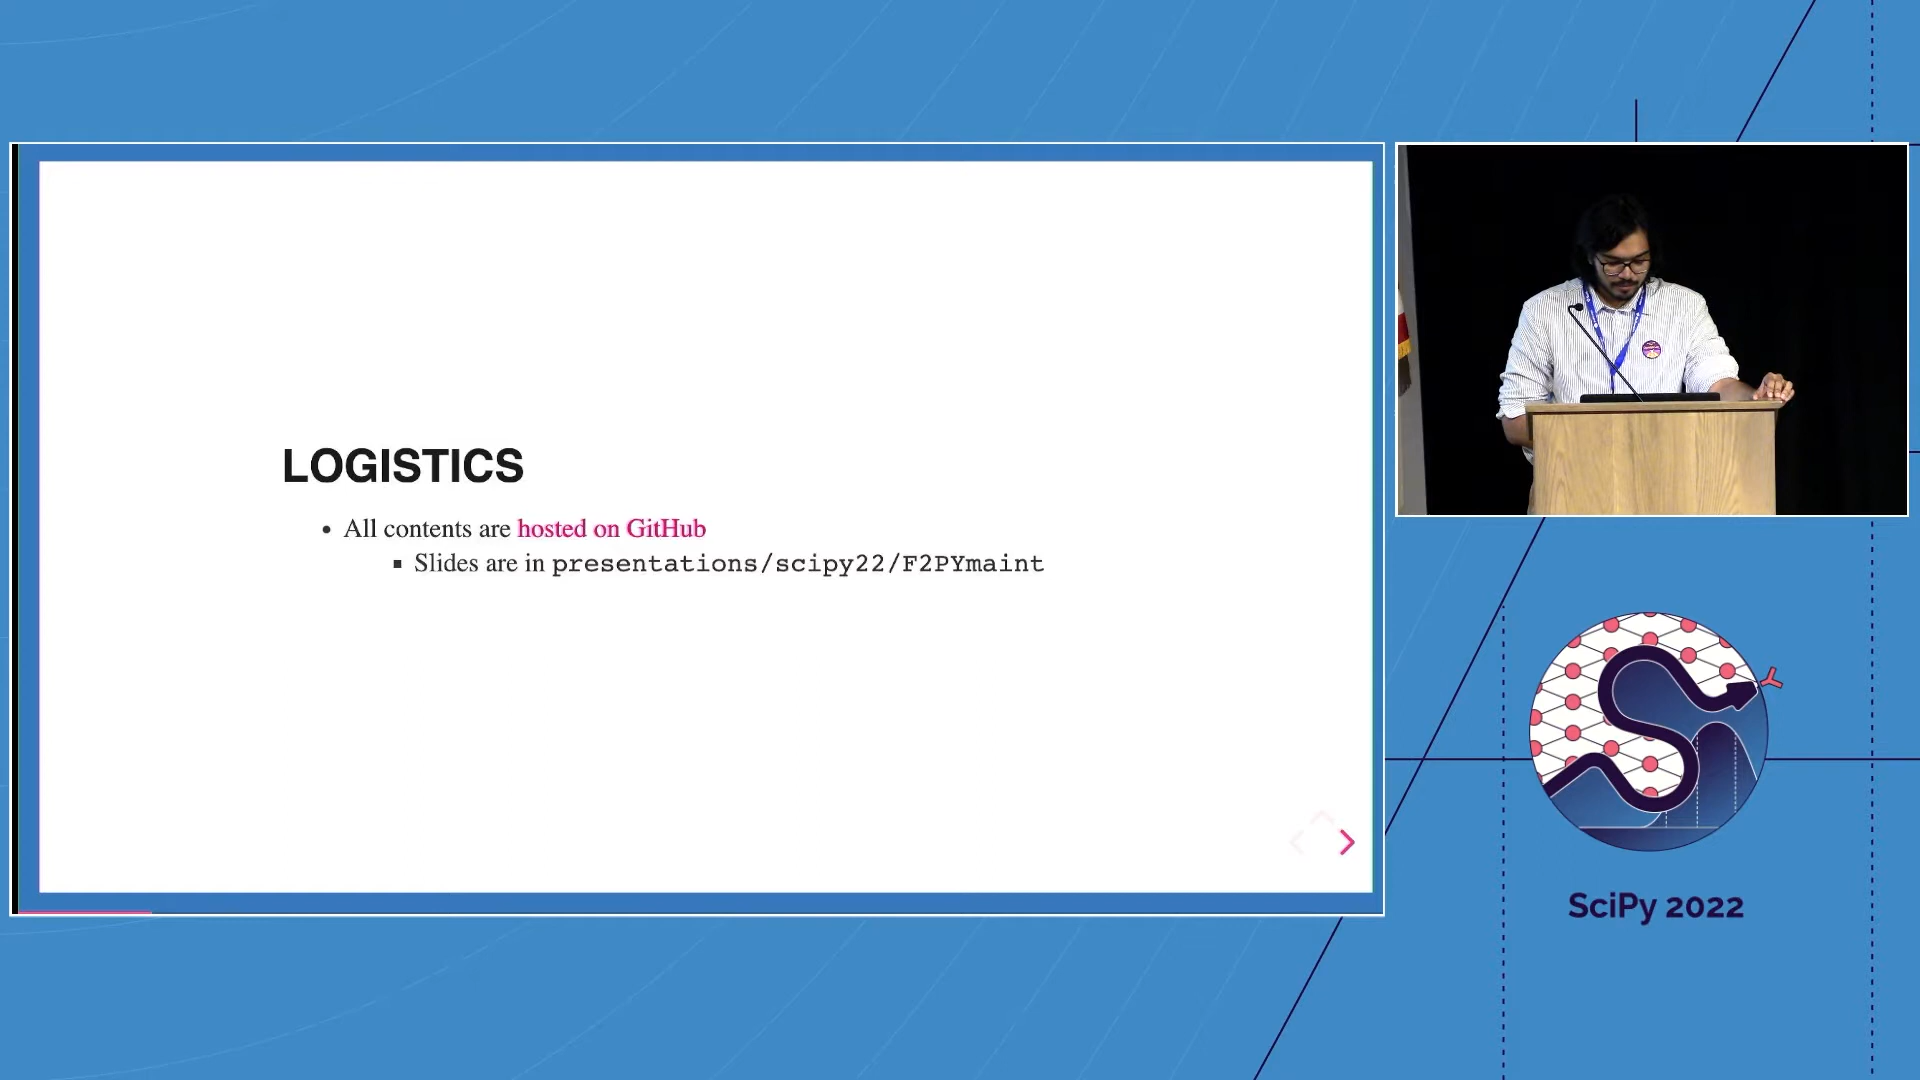 LOGISTICS
All contents are hosted on GitHub
Slides are in presentations/scipy22/F2PYmaint
SciPy 2022